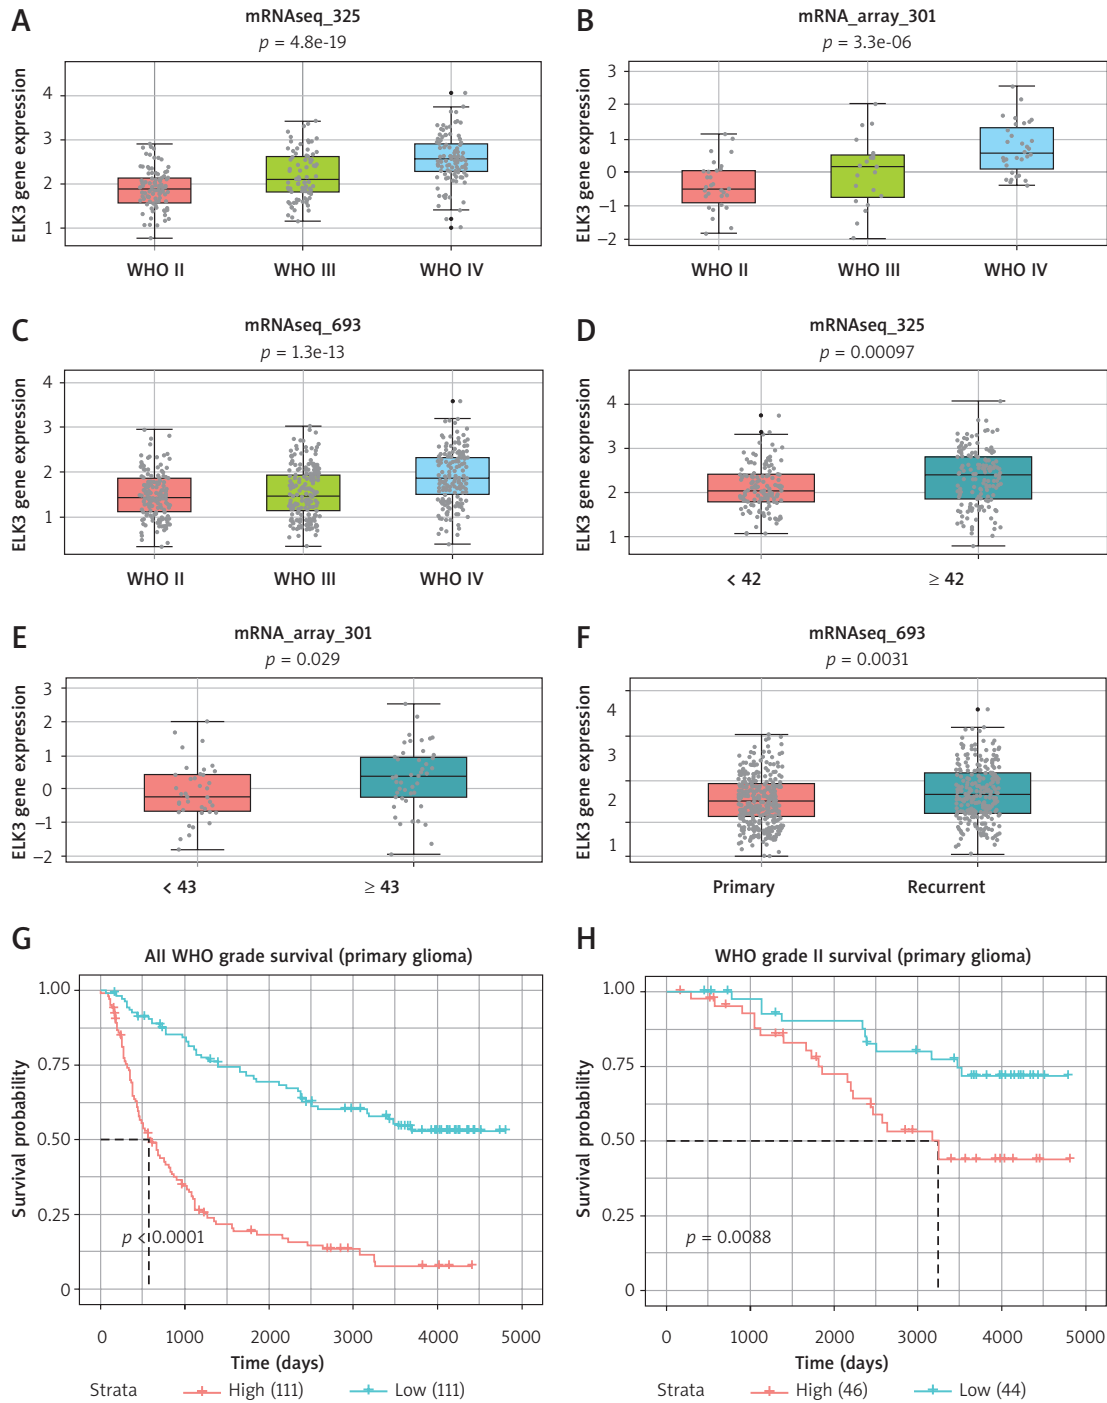 A
mRNAseq_325
p = 4.8e-19
ELK3 gene expression
4
3
2
1
WHO II
WHO III
WHO IV
B
mRNA_array_301
p = 3.3e-06
ELK3 gene expression
3
2
1
0
−1
−2
WHO II
WHO III
WHO IV
C
mRNAseq_693
p = 1.3e-13
ELK3 gene expression
4
3
2
1
WHO II
WHO III
WHO IV
D
mRNAseq_325
p = 0.00097
ELK3 gene expression
4
3
2
1
< 42
≥ 42
E
mRNA_array_301
p = 0.029
ELK3 gene expression
3
2
1
0
−1
−2
< 43
≥ 43
F
mRNAseq_693
p = 0.0031
ELK3 gene expression
4
3
2
1
Primary
Recurrent
G
All WHO grade survival (primary glioma)
Survival probability
1.00
0.75
0.50
0.25
0
p < 0.0001
0 1000 2000 3000 4000 5000
Time (days)
Strata High (111) Low (111)
H
WHO grade II survival (primary glioma)
Survival probability
1.00
0.75
0.50
0.25
0
p = 0.0088
0 1000 2000 3000 4000 5000
Time (days)
Strata High (46) Low (44)